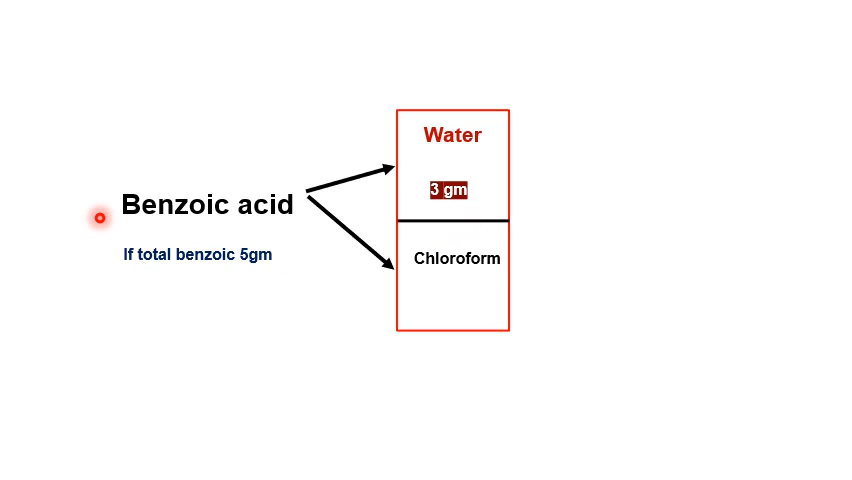 Water
3 gm
Benzoic acid
If total benzoic 5gm
Chloroform